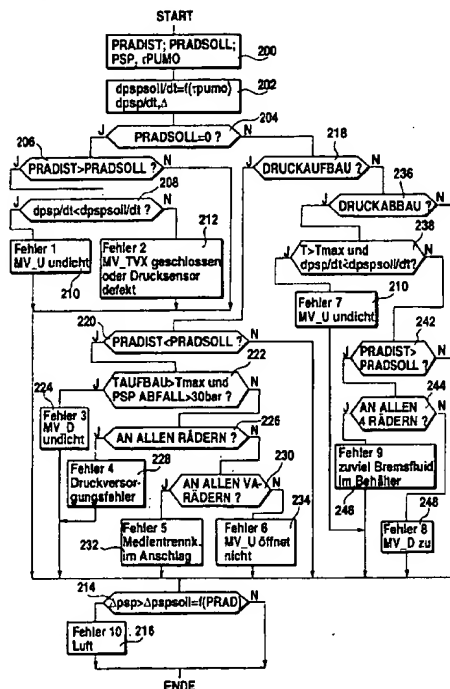 START
PRADIST; PRADSOLL;
PSP, rPUMO
200
dpspsoll/dt=f(rpumo)
dpsp/dt,Δ
202
204
PRADSOLL=0 ?
J
N
206
PRADIST>PRADSOLL ?
J
N
218
DRUCKAUFBAU ?
J
N
236
DRUCKABBAU ?
J
N
208
dpsp/dt<dpspsoll/dt ?
J
N
212
238
T>Tmax und
dpsp/dt<dpspsoll/dt?
J
N
Fehler 1
MV_U undicht
210
Fehler 2
MV_TVX geschlossen
oder Drucksensor
defekt
Fehler 7
MV_U undicht
210
220
PRADIST<PRADSOLL ?
J
N
242
PRADIST>
PRADSOLL ?
J
N
222
TAUFBAU>Tmax und
PSP ABFALL>30bar ?
J
N
224
Fehler 3
MV_D
undicht
244
AN ALLEN
4 RÄDERN ?
J
N
226
AN ALLEN RÄDERN ?
J
N
Fehler 4
Druckversor-
gungsfehler
228
230
AN ALLEN VA-
RÄDERN ?
J
N
234
Fehler 9
zuviel Bremsfluid
im Behälter
246
248
Fehler 5
Medientrennk.
im Anschlag
232
Fehler 6
MV_U öffnet
nicht
Fehler 8
MV_D zu
214
Δpsp>Δpspsoll=f(PRAD)
J
N
Fehler 10
Luft
216
ENDE